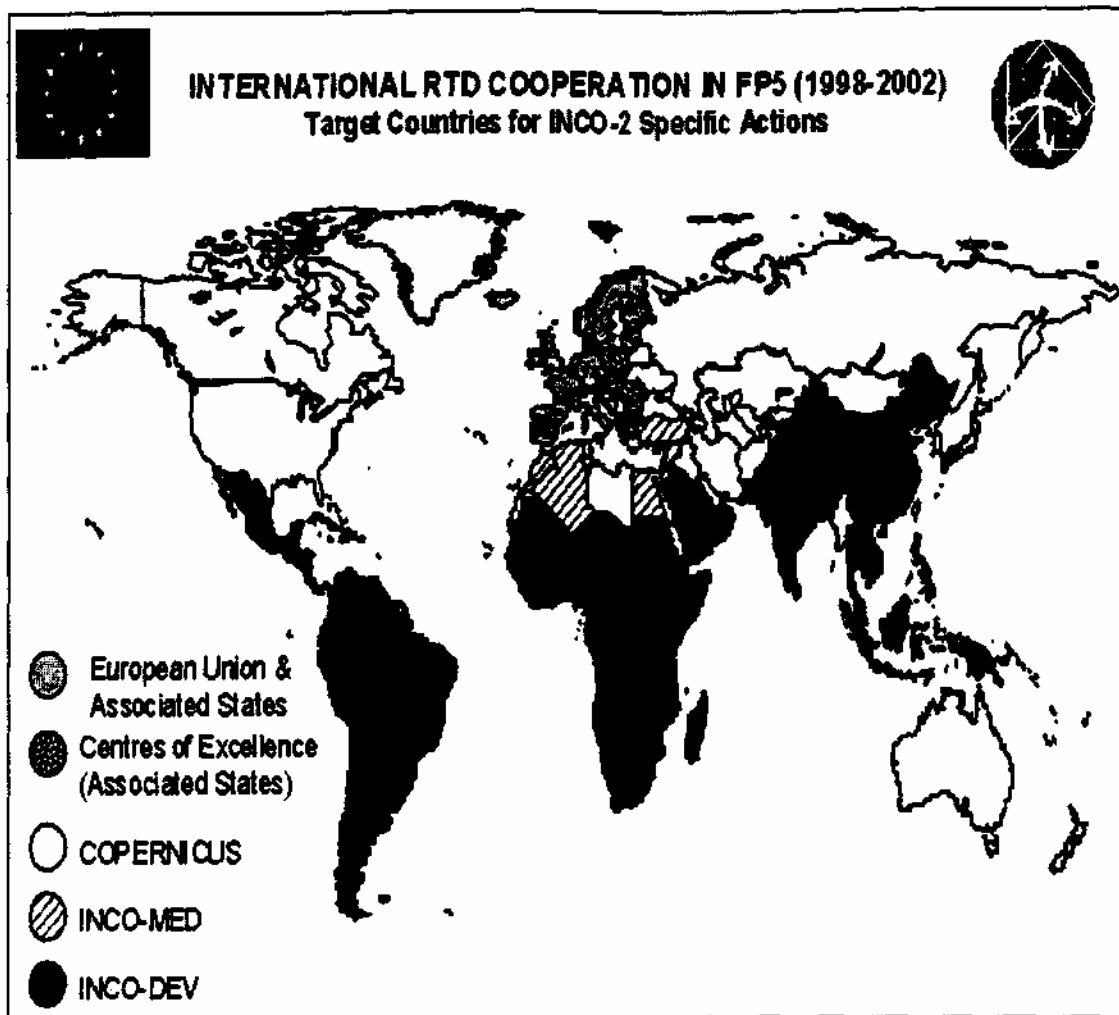 INTERNATIONAL RTD COOPERATION IN FP5 (1998-2002)
Target Countries for INCO-2 Specific Actions
European Union &
Associated States
Centres of Excellence
(Associated States)
COPERNICUS
INCO-MED
INCO-DEV